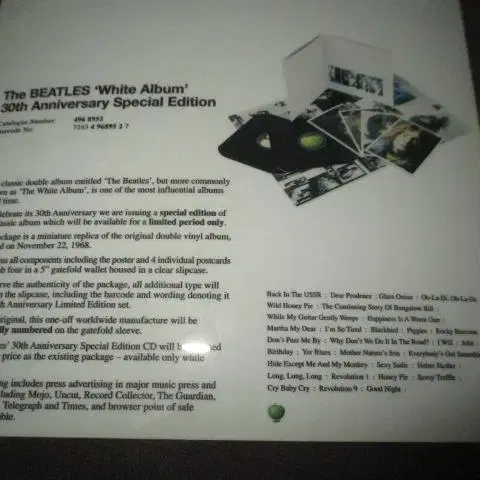 The BEATLES 'White Album'
30th Anniversary Special Edition
Catalogue Number: 496 8952
Barcode No: 7243 4 96895 2 7
classic double album entitled 'The Beatles', but more commonly
as 'The White Album', is one of the most influential albums
time.
its 30th Anniversary we are issuing a special edition of
classic album which will be available for a limited period only.
package is a miniature replica of the original double vinyl album,
on November 22, 1968.
all components including the poster and 4 individual postcards
four in a 5" gatefold wallet housed in a clear slipcase.
the authenticity of the package, all additional type will
the slipcase, including the barcode and wording denoting it
Anniversary Limited Edition set.
original, this one-off worldwide manufacture will be
numbered on the gatefold sleeve.
30th Anniversary Special Edition CD will be
price as the existing package – available only while
includes press advertising in major music press and
Mojo, Uncut, Record Collector, The Guardian,
Telegraph and Times, and browser point of sale
Back In The USSR : Dear Prudence : Glass Onion : Ob-La-Di, Ob-La-Da
Wild Honey Pie : The Continuing Story Of Bungalow Bill :
While My Guitar Gently Weeps : Happiness Is A Warm Gun :
Martha My Dear : I'm So Tired : Blackbird : Piggies : Rocky Raccoon
Don't Pass Me By : Why Don't We Do It In The Road? : I Will : Julia
Birthday : Yer Blues : Mother Nature's Son : Everybody's Got Something
Hide Except Me And My Monkey : Sexy Sadie : Helter Skelter :
Long, Long, Long : Revolution 1 : Honey Pie : Savoy Truffle :
Cry Baby Cry : Revolution 9 : Good Night :